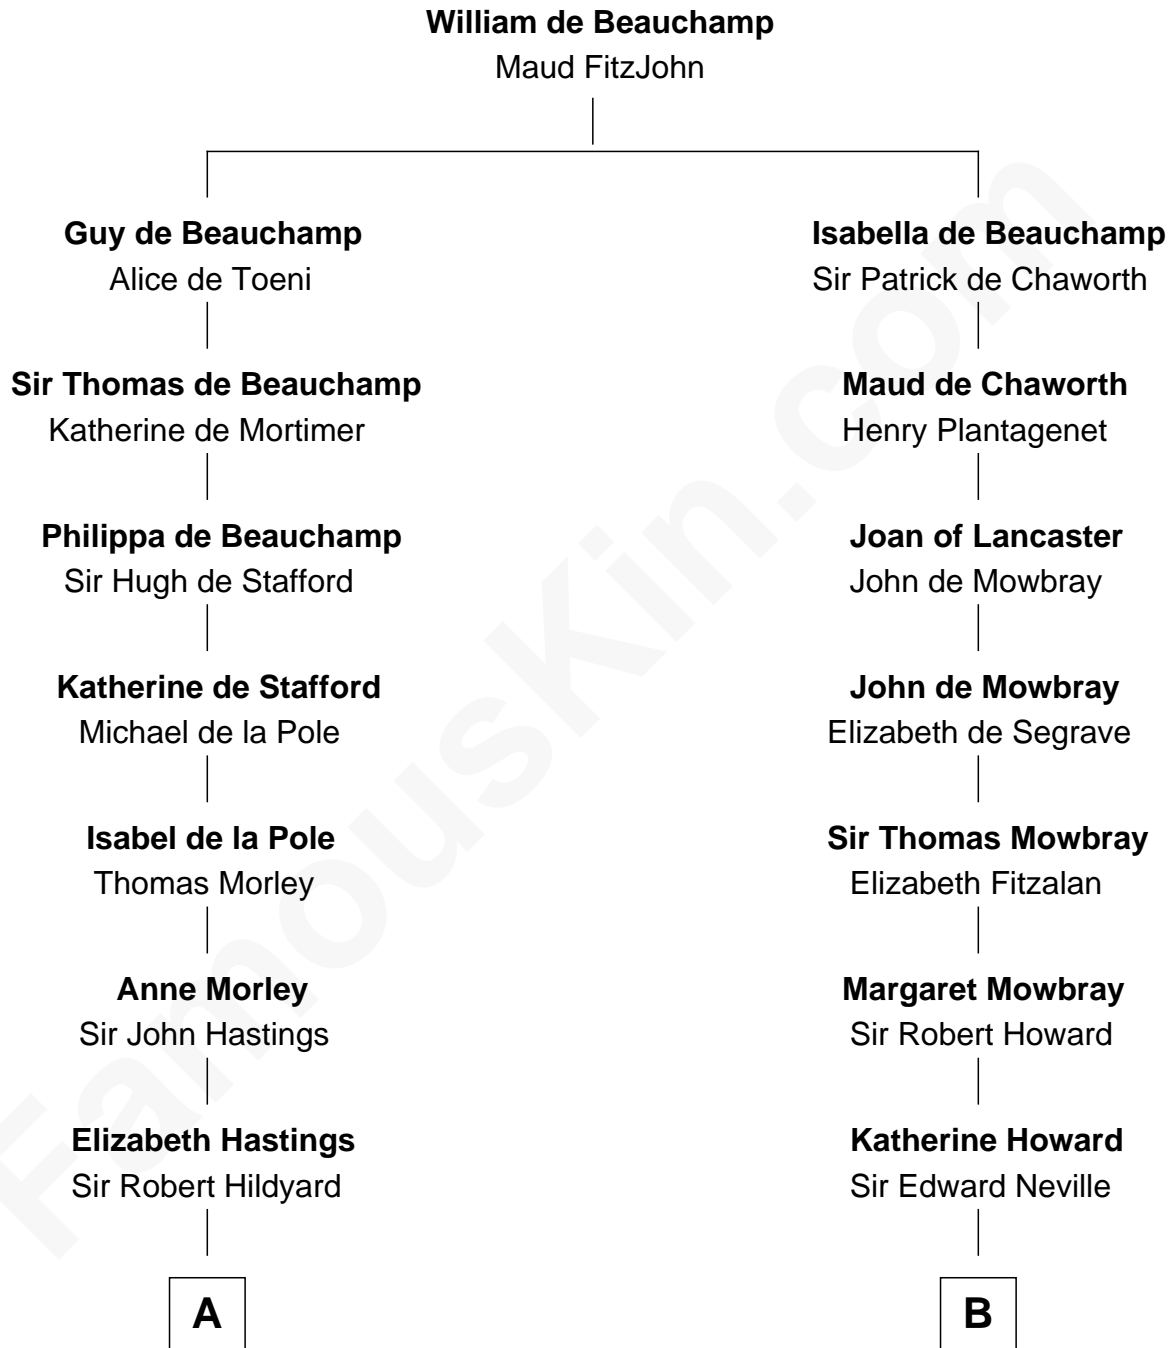 William de Beauchamp
Maud FitzJohn
Guy de Beauchamp
Alice de Toeni
Sir Thomas de Beauchamp
Katherine de Mortimer
Philippa de Beauchamp
Sir Hugh de Stafford
Katherine de Stafford
Michael de la Pole
Isabel de la Pole
Thomas Morley
Anne Morley
Sir John Hastings
Elizabeth Hastings
Sir Robert Hildyard
A
Isabella de Beauchamp
Sir Patrick de Chaworth
Maud de Chaworth
Henry Plantagenet
Joan of Lancaster
John de Mowbray
John de Mowbray
Elizabeth de Segrave
Sir Thomas Mowbray
Elizabeth Fitzalan
Margaret Mowbray
Sir Robert Howard
Katherine Howard
Sir Edward Neville
B
FamousKin.com